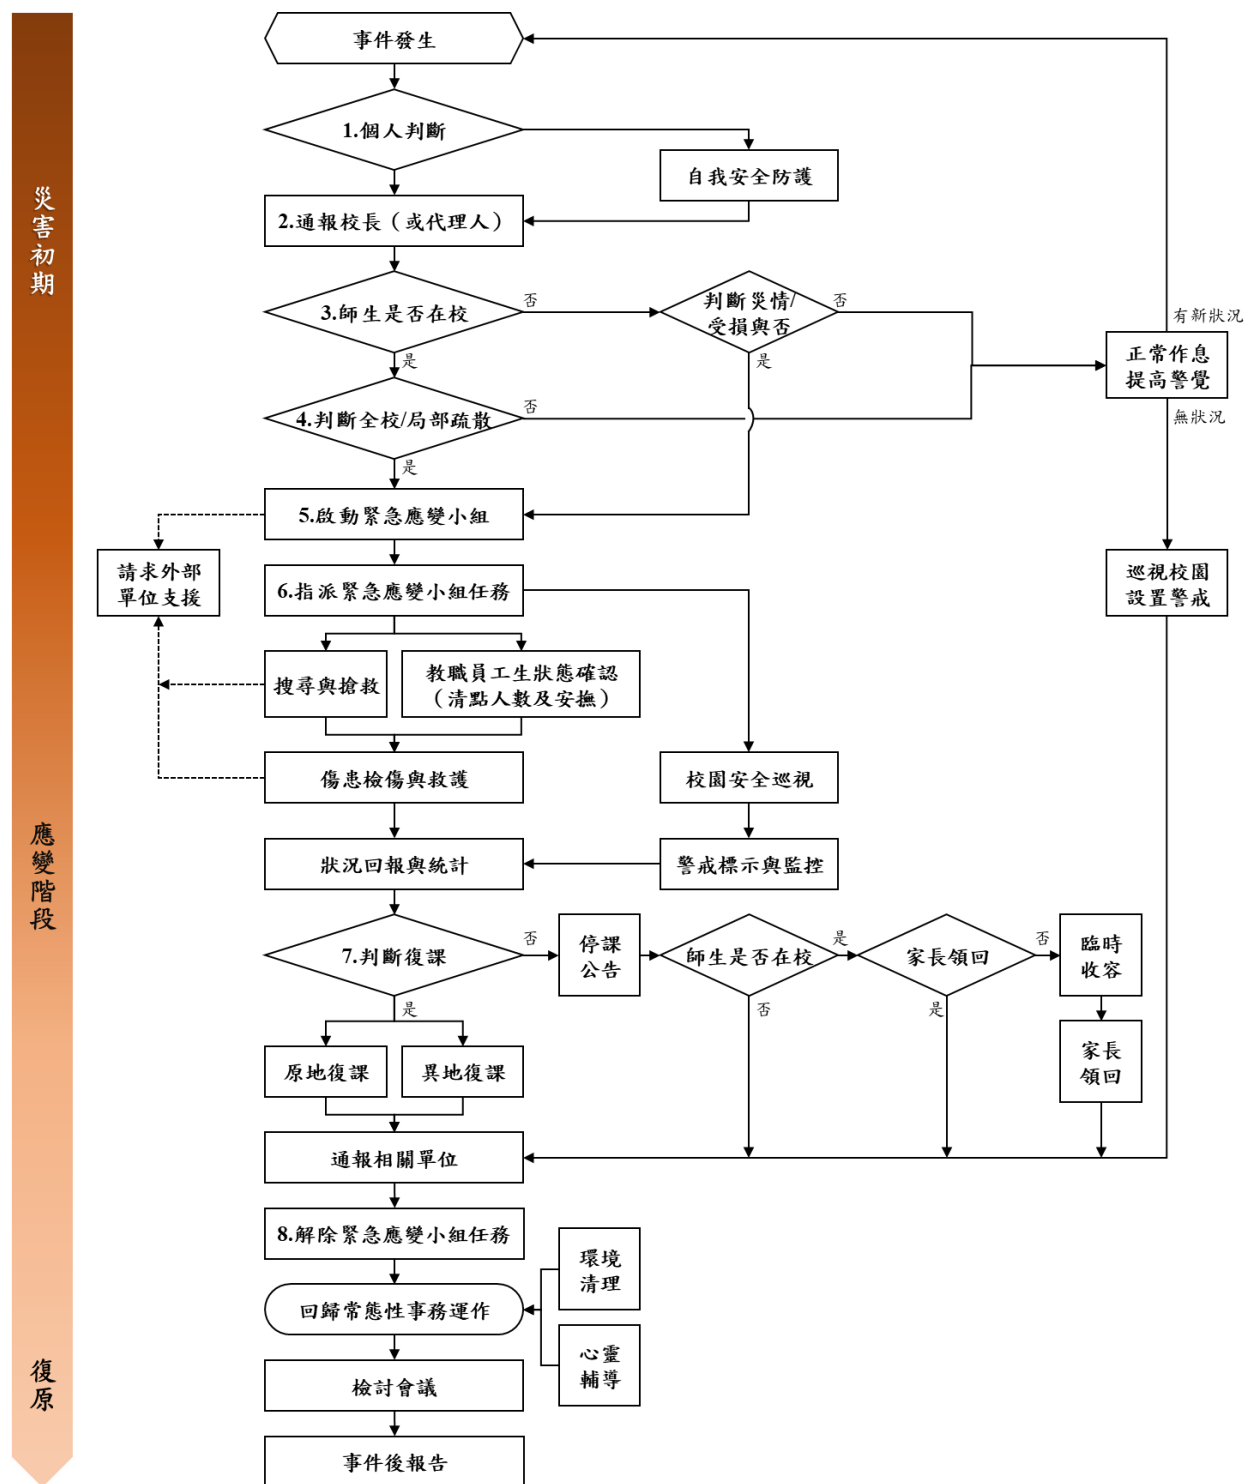 災害初期
應變階段
復原
事件發生
1.個人判斷
自我安全防護
2.通報校長（或代理人）
3.師生是否在校
否
是
判斷災情/
受損與否
否
是
有新狀況
正常作息
提高警覺
無狀況
4.判斷全校/局部疏散
否
是
5.啟動緊急應變小組
請求外部
單位支援
6.指派緊急應變小組任務
巡視校園
設置警戒
搜尋與搶救
教職員工生狀態確認
（清點人數及安撫）
傷患檢傷與救護
校園安全巡視
狀況回報與統計
警戒標示與監控
7.判斷復課
否
是
停課
公告
師生是否在校
是
否
家長領回
否
是
臨時
收容
家長
領回
原地復課
異地復課
通報相關單位
8.解除緊急應變小組任務
環境
清理
回歸常態性事務運作
心靈
輔導
檢討會議
事件後報告